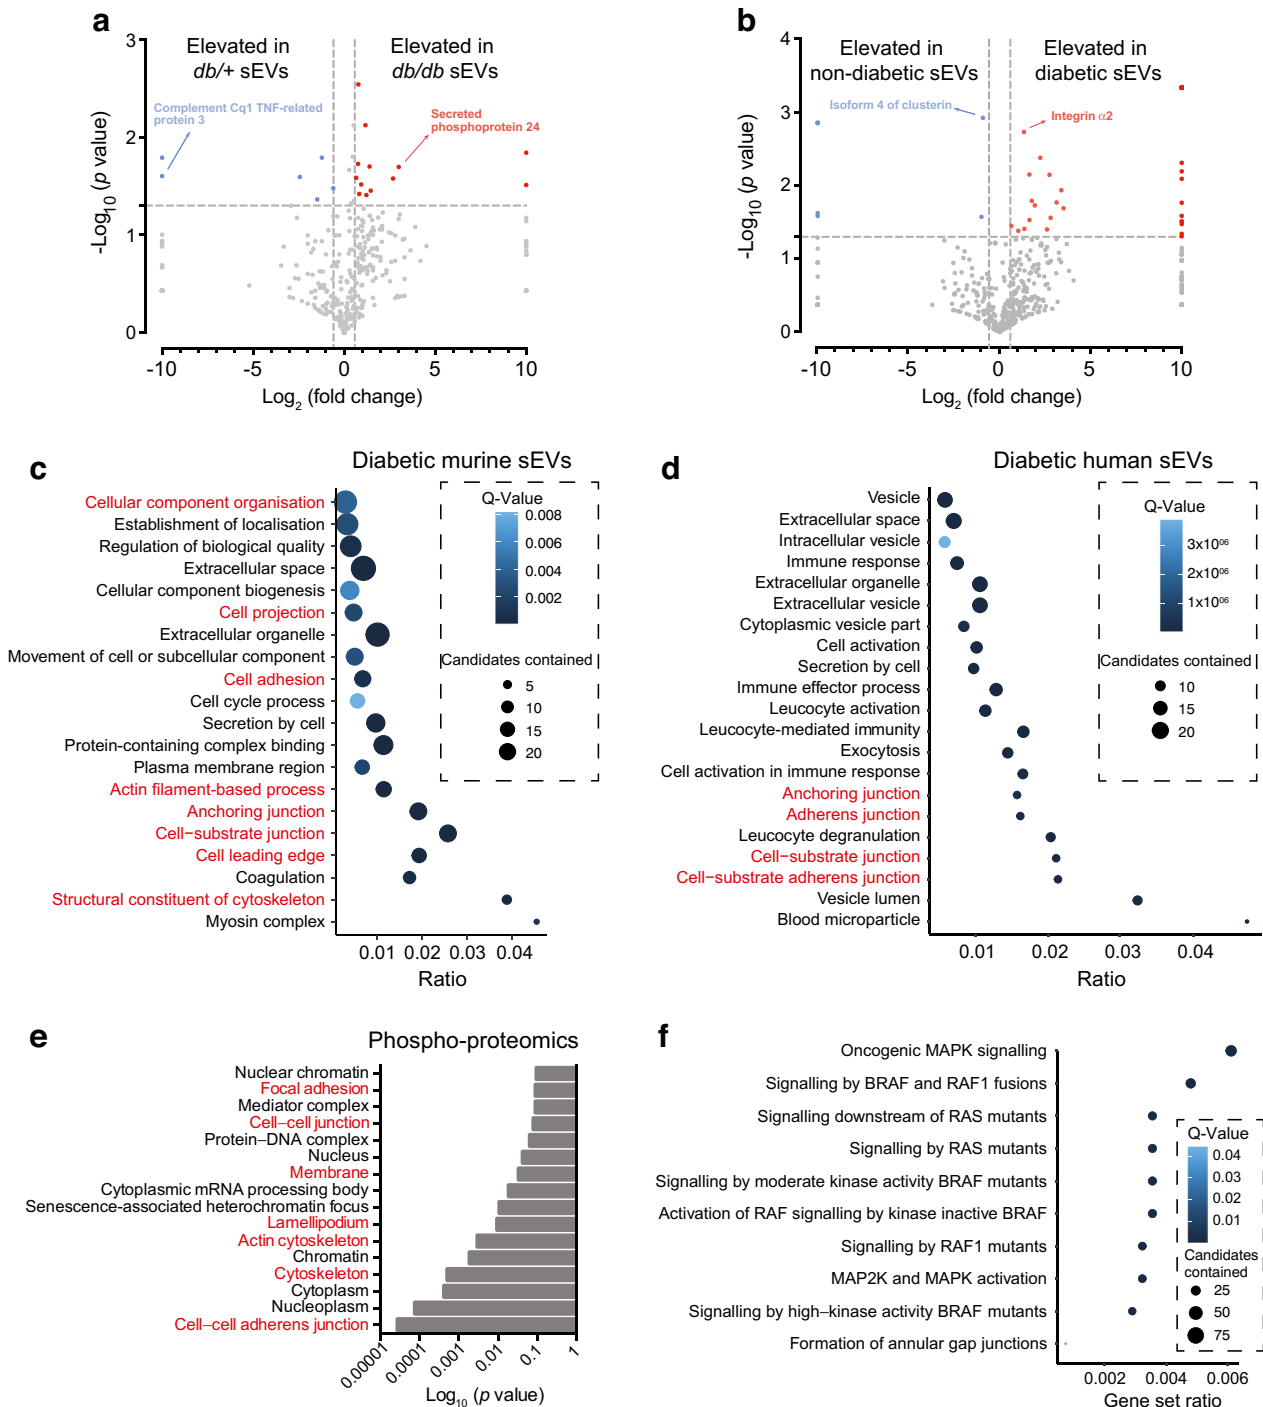 a
Elevated in
db/+ sEVs
Elevated in
db/db sEVs
Complement Cq1 TNF-related
protein 3
Secreted
phosphoprotein 24
-Log10 (p value)
3
2
1
0
-10
-5
0
5
10
Log2 (fold change)
b
Elevated in
non-diabetic sEVs
Elevated in
diabetic sEVs
Isoform 4 of clusterin
Integrin α2
-Log10 (p value)
4
3
2
1
0
-10
-5
0
5
10
Log2 (fold change)
c
Diabetic murine sEVs
Cellular component organisation
Establishment of localisation
Regulation of biological quality
Extracellular space
Cellular component biogenesis
Cell projection
Extracellular organelle
Movement of cell or subcellular component
Cell adhesion
Cell cycle process
Secretion by cell
Protein-containing complex binding
Plasma membrane region
Actin filament-based process
Anchoring junction
Cell−substrate junction
Cell leading edge
Coagulation
Structural constituent of cytoskeleton
Myosin complex
0.01
0.02
0.03
0.04
Ratio
Q-Value
0.008
0.006
0.004
0.002
Candidates contained
5
10
15
20
d
Diabetic human sEVs
Vesicle
Extracellular space
Intracellular vesicle
Immune response
Extracellular organelle
Extracellular vesicle
Cytoplasmic vesicle part
Cell activation
Secretion by cell
Immune effector process
Leucocyte activation
Leucocyte-mediated immunity
Exocytosis
Cell activation in immune response
Anchoring junction
Adherens junction
Leucocyte degranulation
Cell−substrate junction
Cell−substrate adherens junction
Vesicle lumen
Blood microparticle
0.01
0.02
0.03
0.04
Ratio
Q-Value
3x10⁰⁶
2x10⁰⁶
1x10⁰⁶
Candidates contained
10
15
20
e
Phospho-proteomics
Nuclear chromatin
Focal adhesion
Mediator complex
Cell−cell junction
Protein−DNA complex
Nucleus
Membrane
Cytoplasmic mRNA processing body
Senescence-associated heterochromatin focus
Lamellipodium
Actin cytoskeleton
Chromatin
Cytoskeleton
Cytoplasm
Nucleoplasm
Cell−cell adherens junction
0.00001
0.0001
0.001
0.01
0.1
1
Log10 (p value)
f
Oncogenic MAPK signalling
Signalling by BRAF and RAF1 fusions
Signalling downstream of RAS mutants
Signalling by RAS mutants
Signalling by moderate kinase activity BRAF mutants
Activation of RAF signalling by kinase inactive BRAF
Signalling by RAF1 mutants
MAP2K and MAPK activation
Signalling by high−kinase activity BRAF mutants
Formation of annular gap junctions
0.002
0.004
0.006
Gene set ratio
Q-Value
0.04
0.03
0.02
0.01
Candidates
contained
25
50
75